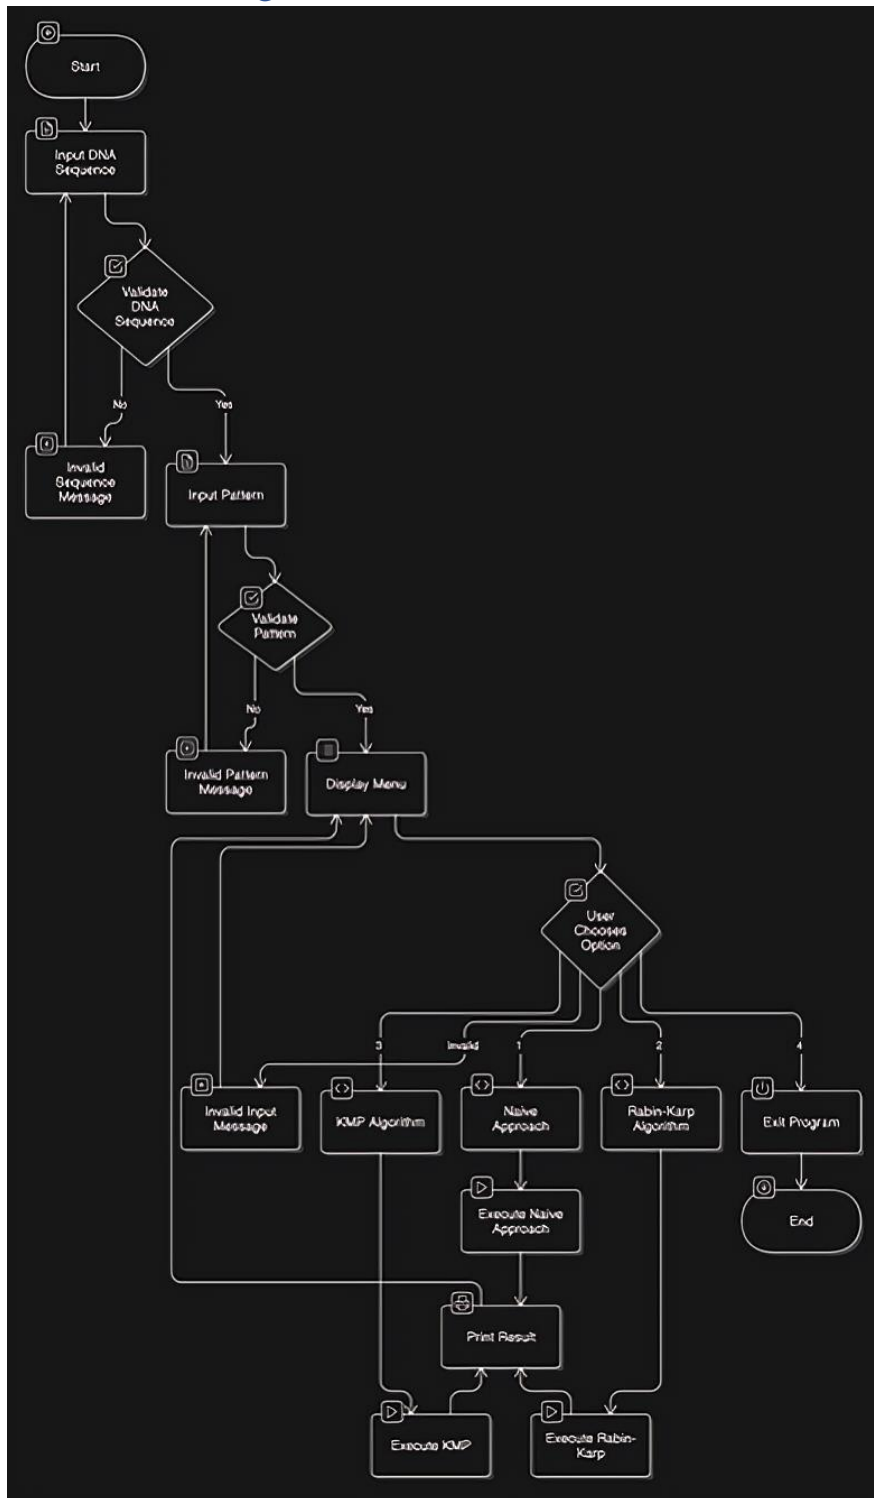 Start
Input DNA
Sequence
Validate
DNA
Sequence
No
Yes
Invalid
Sequence
Message
Input Pattern
Validate
Pattern
No
Yes
Invalid Pattern
Message
Display Menu
User
Chooses
Option
3
Invalid
1
2
4
Invalid Input
Message
KMP Algorithm
Naive
Approach
Rabin-Karp
Algorithm
Exit Program
Execute Naive
Approach
End
Print Result
Execute KMP
Execute Rabin-
Karp